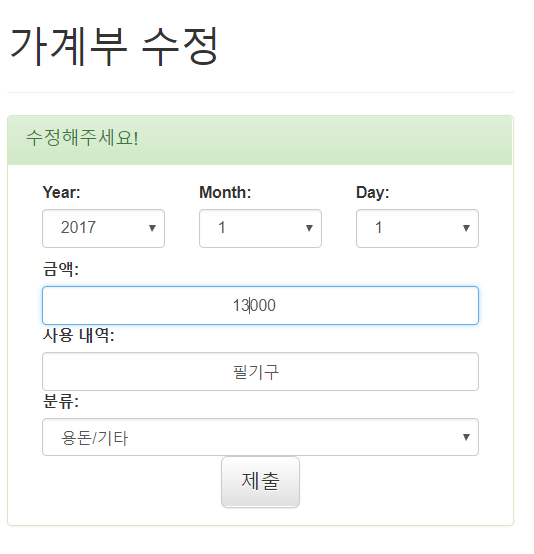 가계부 수정
수정해주세요!
Year: Month: Day:
2017 1 1
금액:
13000
사용 내역:
필기구
분류:
용돈/기타
제출